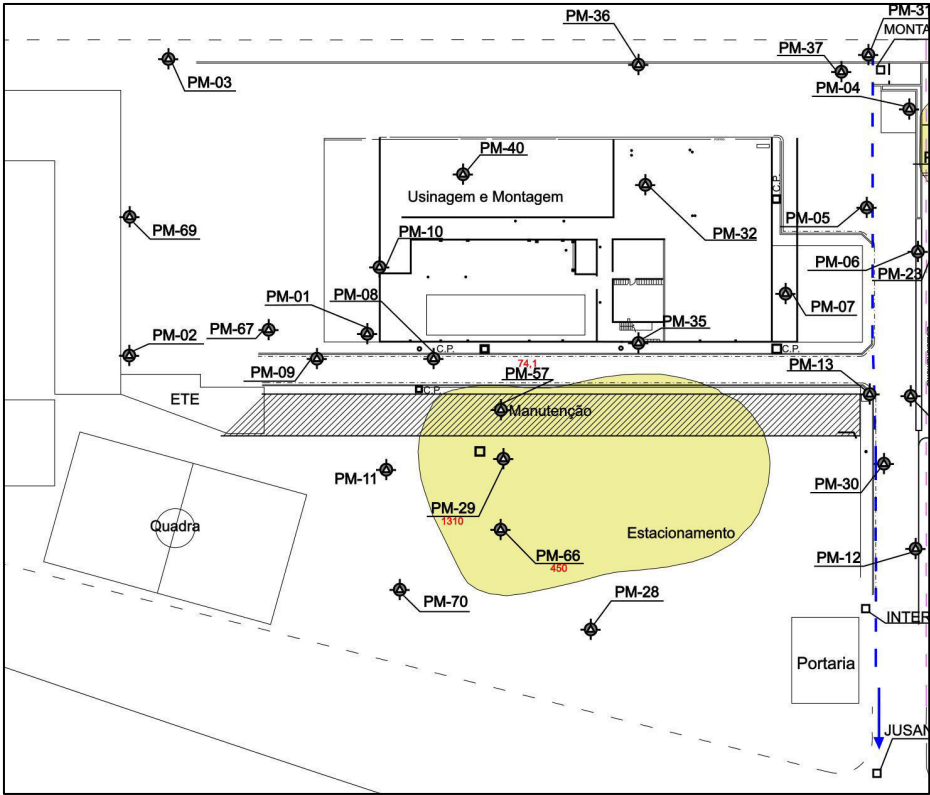 PM-31
PM-36
MONTA
PM-37
PM-03
PM-04
PM-40
Usinagem e Montagem
C.P.
PM-05
PM-69
PM-32
PM-10
PM-06
PM-23
PM-01
PM-08
PM-07
PM-67
PM-35
PM-02
C.P.
C.P.
74,1
PM-09
PM-57
PM-13
C.P.
ETE
Manutenção
PM-11
PM-30
PM-29
1310
Quadra
Estacionamento
PM-66
450
PM-12
PM-70
PM-28
INTER
Portaria
JUSAN